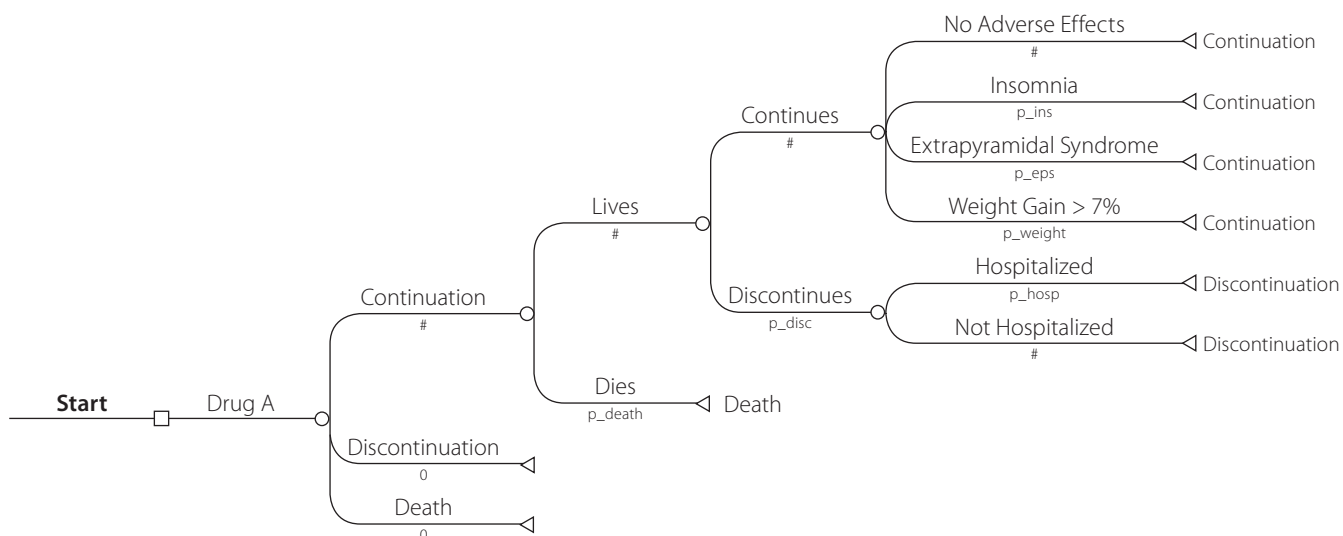 No Adverse Effects
#
Continuation
Insomnia
p_ins
Continuation
Continues
#
Extrapyramidal Syndrome
p_eps
Continuation
Lives
#
Weight Gain > 7%
p_weight
Continuation
Hospitalized
p_hosp
Discontinuation
Continuation
#
Discontinues
p_disc
Not Hospitalized
#
Discontinuation
Start
Drug A
Dies
p_death
Death
Discontinuation
0
Death
0